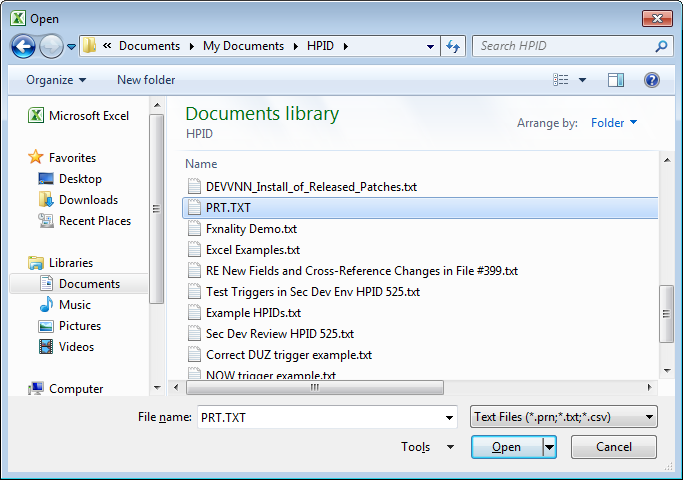 Open
« Documents ▸ My Documents ▸ HPID ▸
Search HPID
Organize
New folder
Microsoft Excel
Favorites
Desktop
Downloads
Recent Places
Libraries
Documents
Music
Pictures
Videos
Computer
Documents library
HPID
Arrange by: Folder
Name
DEVVNN_Install_of_Released_Patches.txt
PRT.TXT
Fxnality Demo.txt
Excel Examples.txt
RE New Fields and Cross-Reference Changes in File #399.txt
Test Triggers in Sec Dev Env HPID 525.txt
Example HPIDs.txt
Sec Dev Review HPID 525.txt
Correct DUZ trigger example.txt
NOW trigger example.txt
File name: PRT.TXT
Text Files (*.prn;*.txt;*.csv)
Tools
Open
Cancel